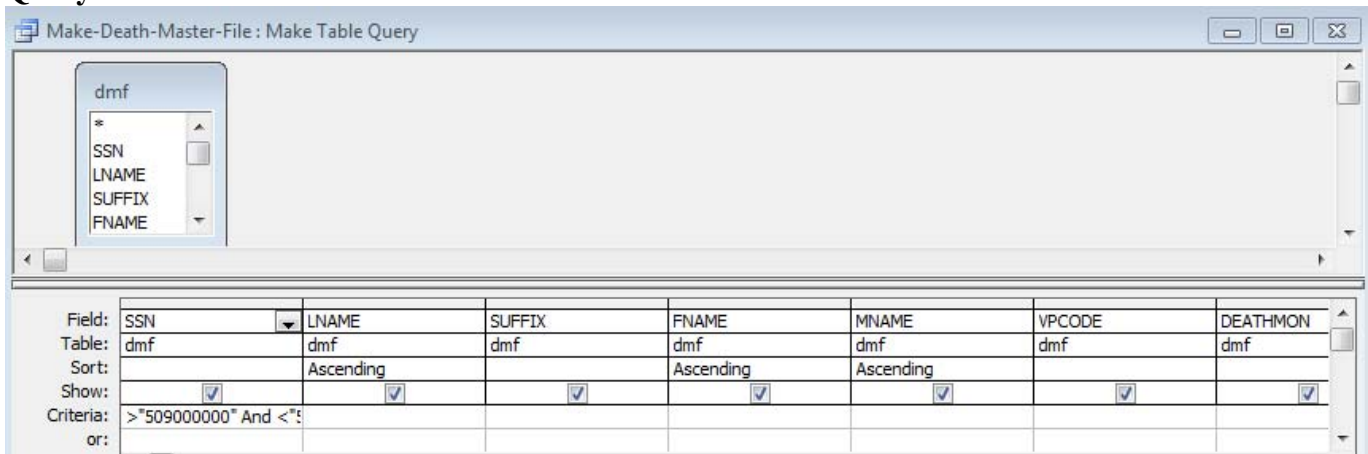 Make-Death-Master-File : Make Table Query
dmf
*
SSN
LNAME
SUFFIX
FNAME
Field: SSN LNAME SUFFIX FNAME MNAME VPCODE DEATHMON
Table: dmf dmf dmf dmf dmf dmf dmf
Sort: Ascending Ascending Ascending
Show:
Criteria: >"509000000" And <"5
or: